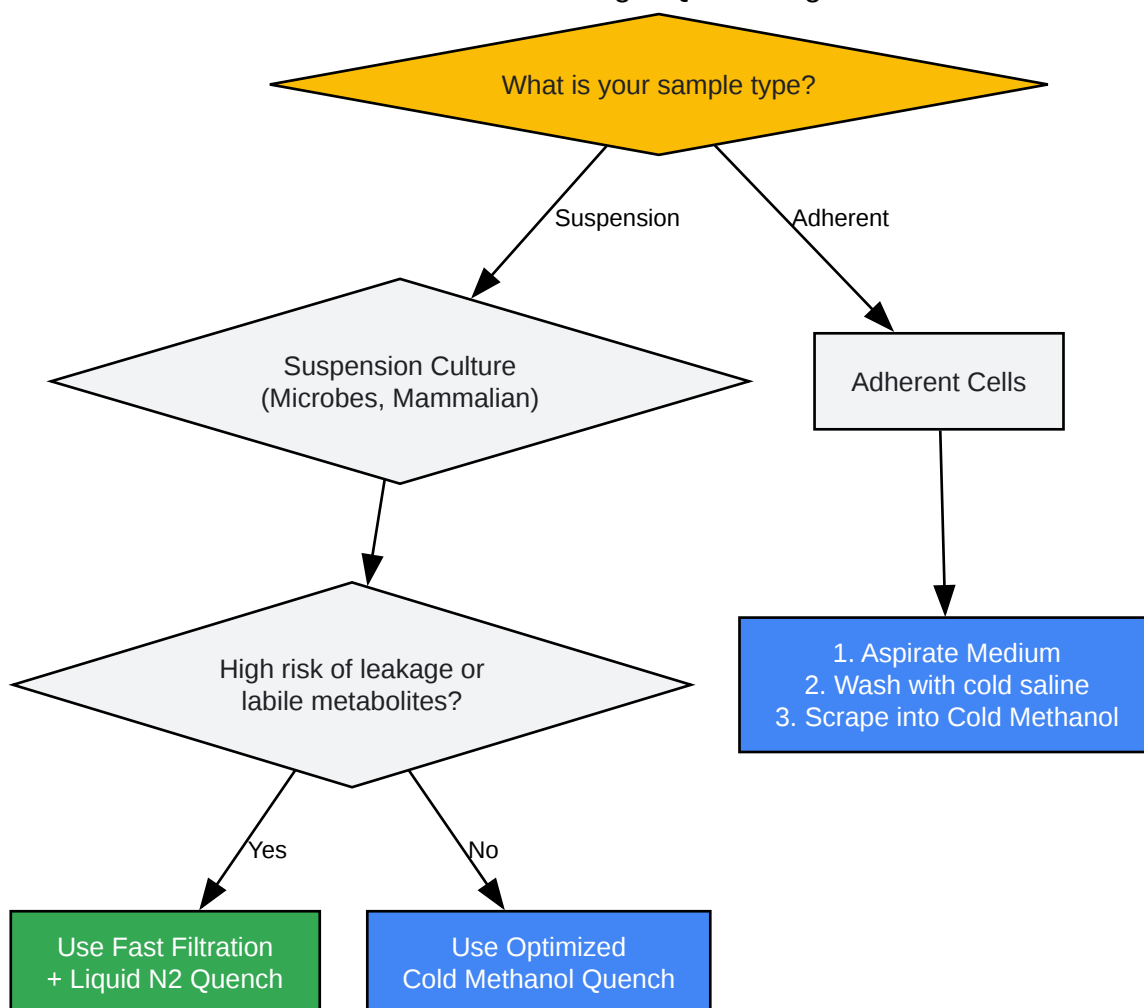 What is your sample type?
Suspension
Adherent
Suspension Culture
(Microbes, Mammalian)
Adherent Cells
High risk of leakage or
labile metabolites?
1. Aspirate Medium
2. Wash with cold saline
3. Scrape into Cold Methanol
Yes
No
Use Fast Filtration
+ Liquid N2 Quench
Use Optimized
Cold Methanol Quench